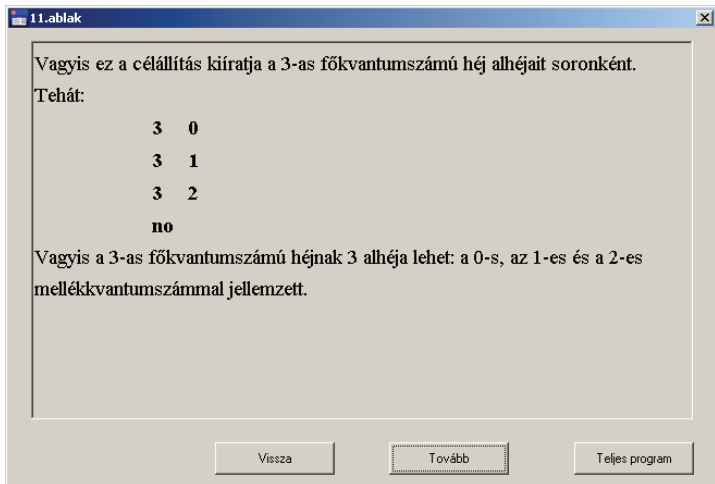 11.ablak
Vagyis ez a célállítás kiíratja a 3-as főkvantumszámú héj alhéjait soronként.
Tehát:
3 0
3 1
3 2
no
Vagyis a 3-as főkvantumszámú héjnak 3 alhéja lehet: a 0-s, az 1-es és a 2-es
mellékkvantumszámmal jellemzett.
Vissza Tovább Teljes program